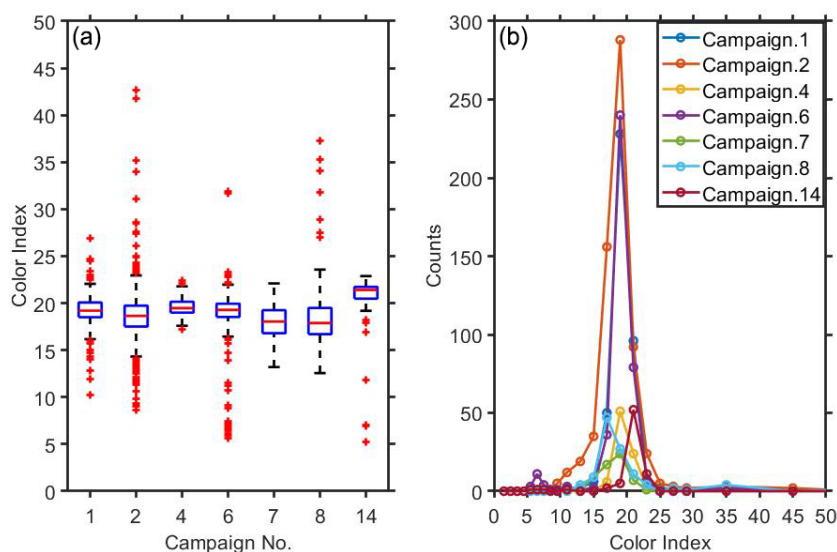 (a)
50
45
40
35
30
25
20
15
10
5
0
Color Index
1 2 4 6 7 8 14
Campaign No.
(b)
300
250
200
150
100
50
0
Counts
0 5 10 15 20 25 30 35 40 45 50
Color Index
Campaign.1
Campaign.2
Campaign.4
Campaign.6
Campaign.7
Campaign.8
Campaign.14